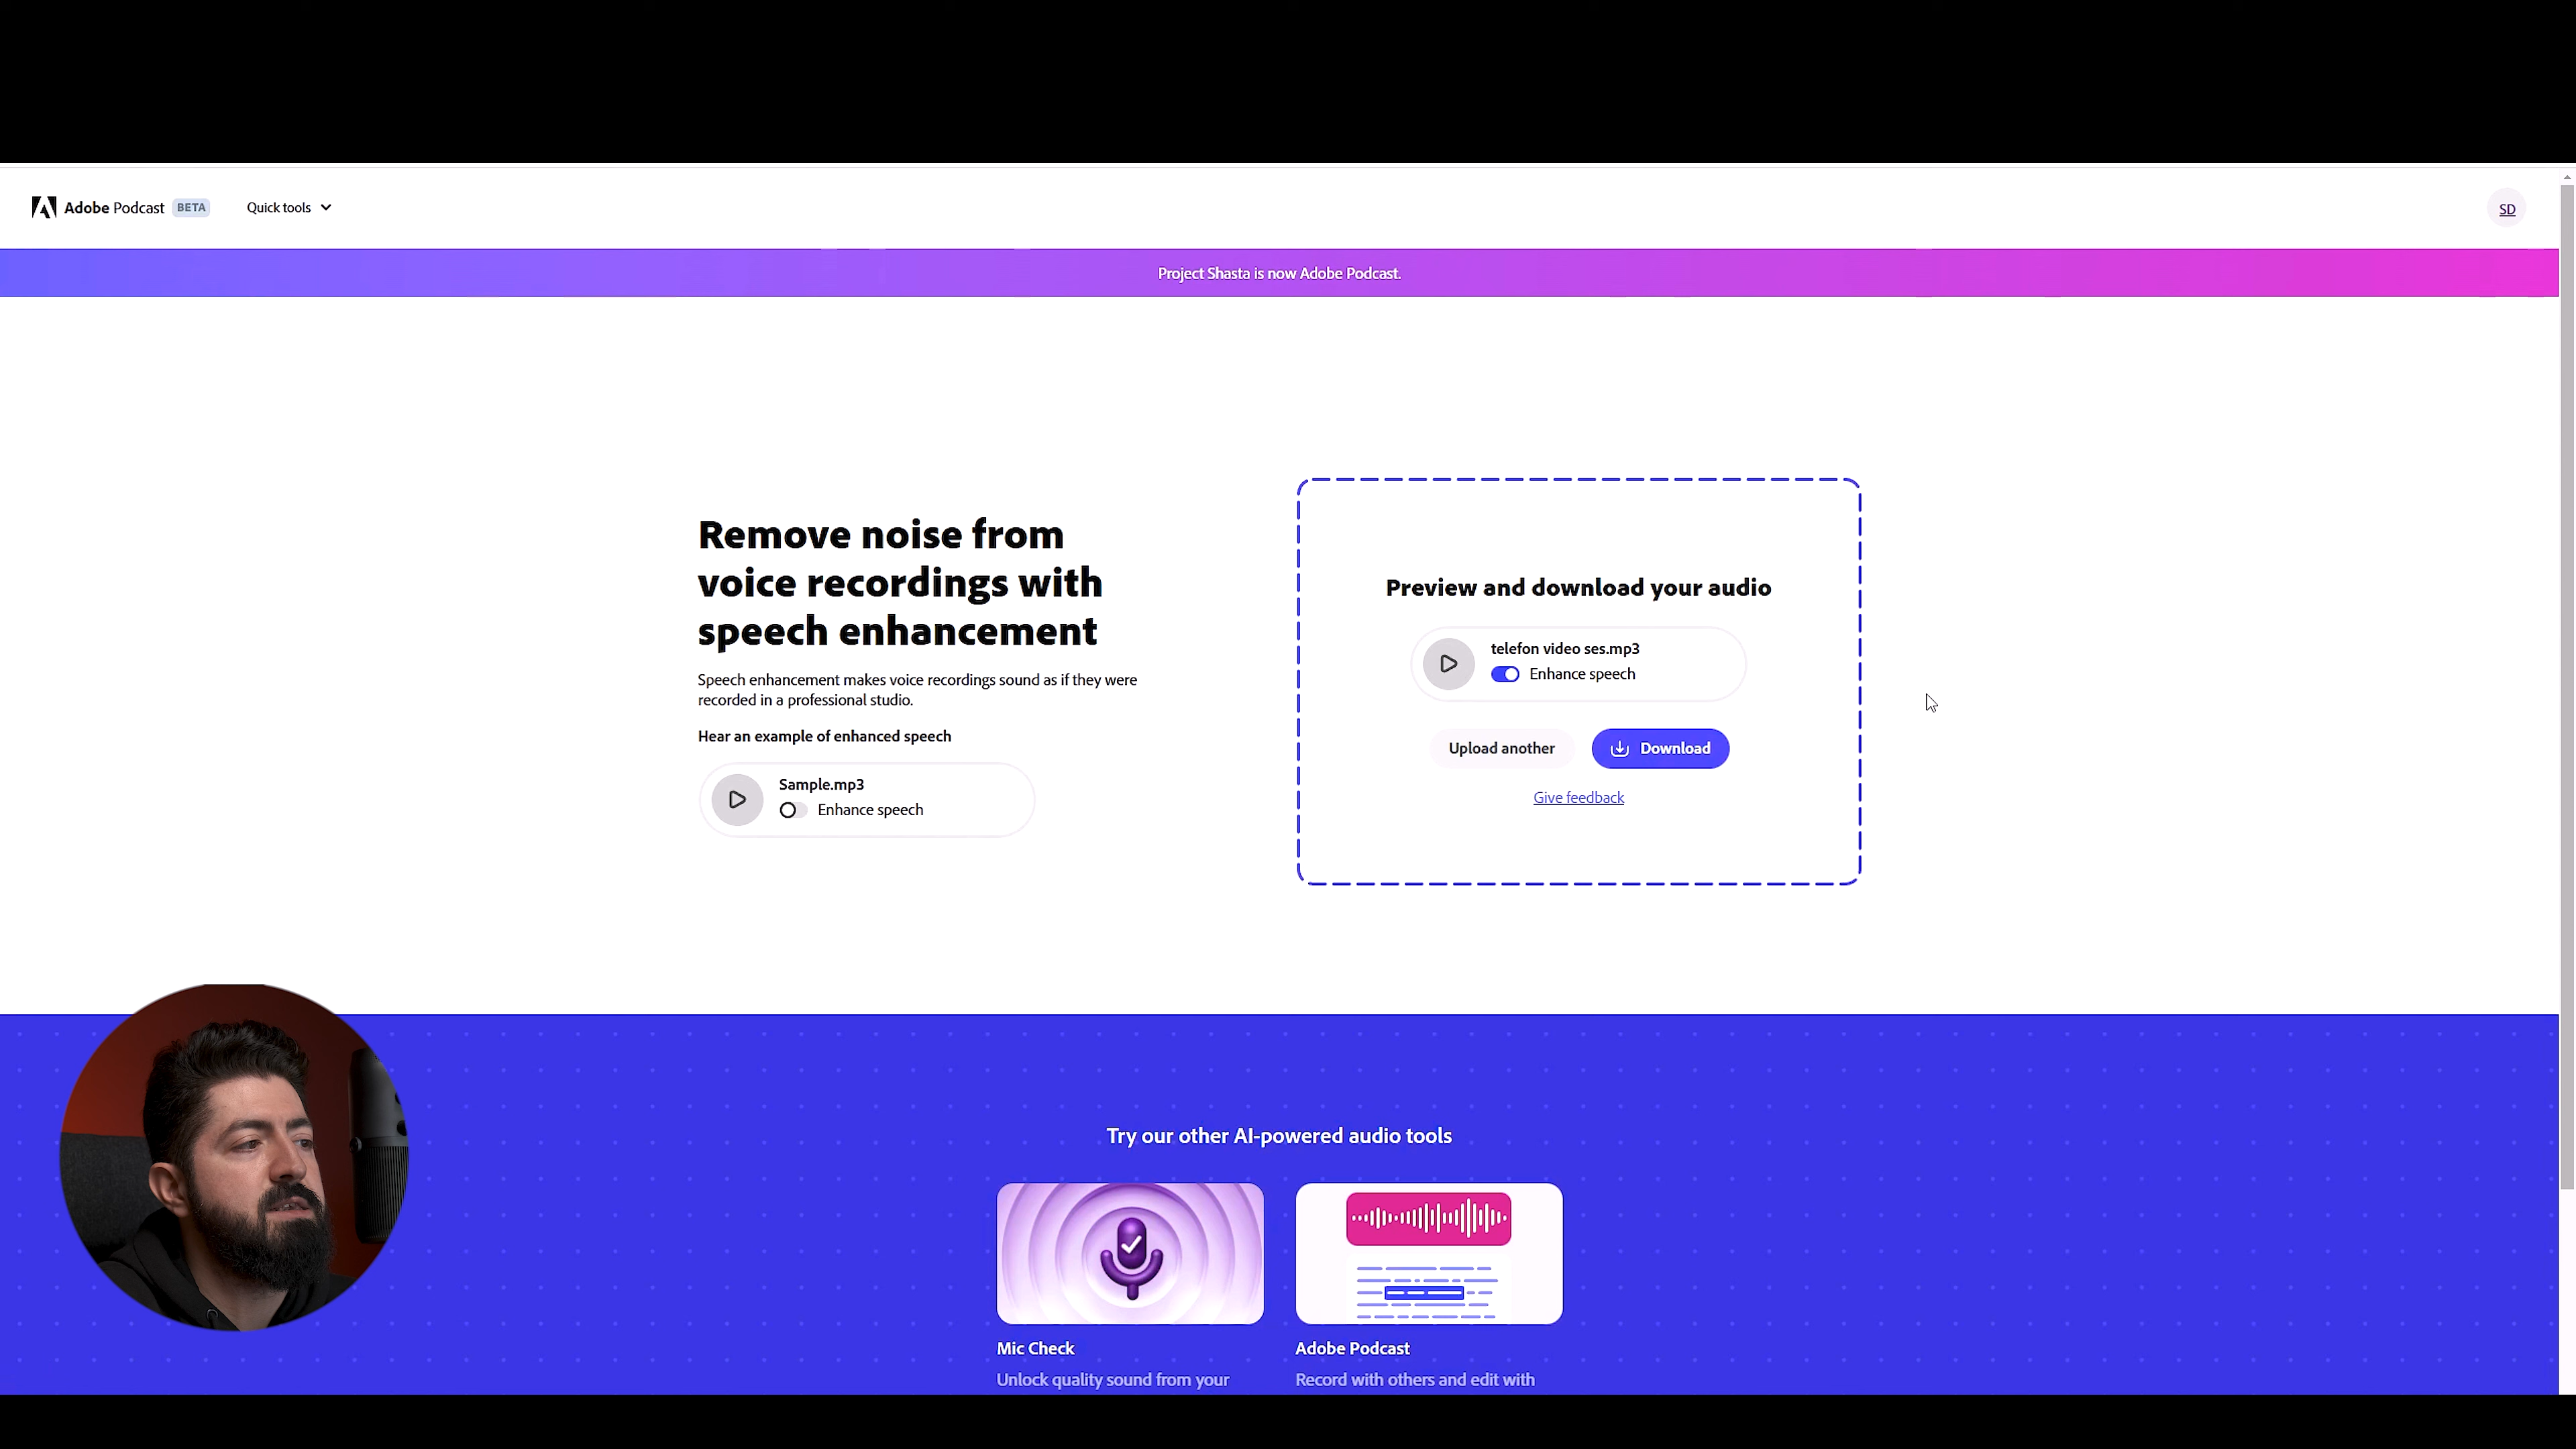 Adobe Podcast BETA
Quick tools
SD
Project Shasta is now Adobe Podcast.
Remove noise from
voice recordings with
speech enhancement
Speech enhancement makes voice recordings sound as if they were
recorded in a professional studio.
Hear an example of enhanced speech
Sample.mp3
Enhance speech
Preview and download your audio
telefon video ses.mp3
Enhance speech
Upload another
Download
Give feedback
Try our other AI-powered audio tools
Mic Check
Unlock quality sound from your
Adobe Podcast
Record with others and edit with